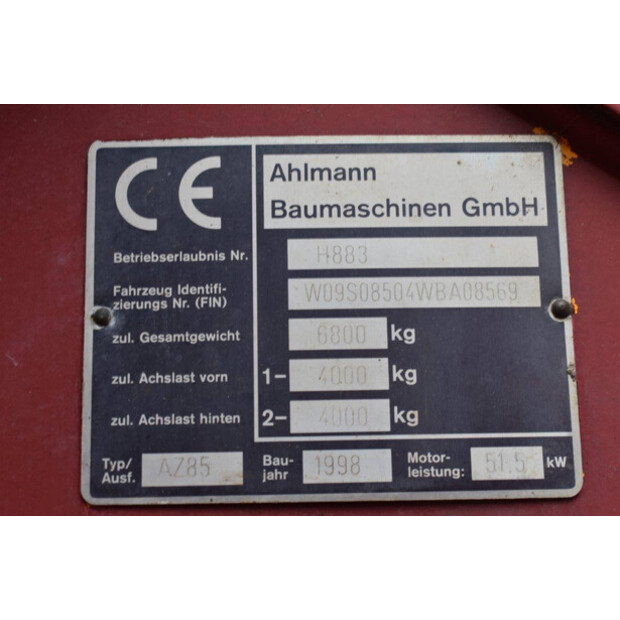 CE
Ahlmann
Baumaschinen GmbH
Betriebserlaubnis Nr. H883
Fahrzeug Identifi-
zierungs Nr. (FIN) W09S08504WBA08569
zul. Gesamtgewicht 6800 kg
zul. Achslast vorn 1- 4000 kg
zul. Achslast hinten 2- 4000 kg
Typ/
Ausf. AZ85
Bau-
jahr 1998
Motor-
leistung: 51.5 kW